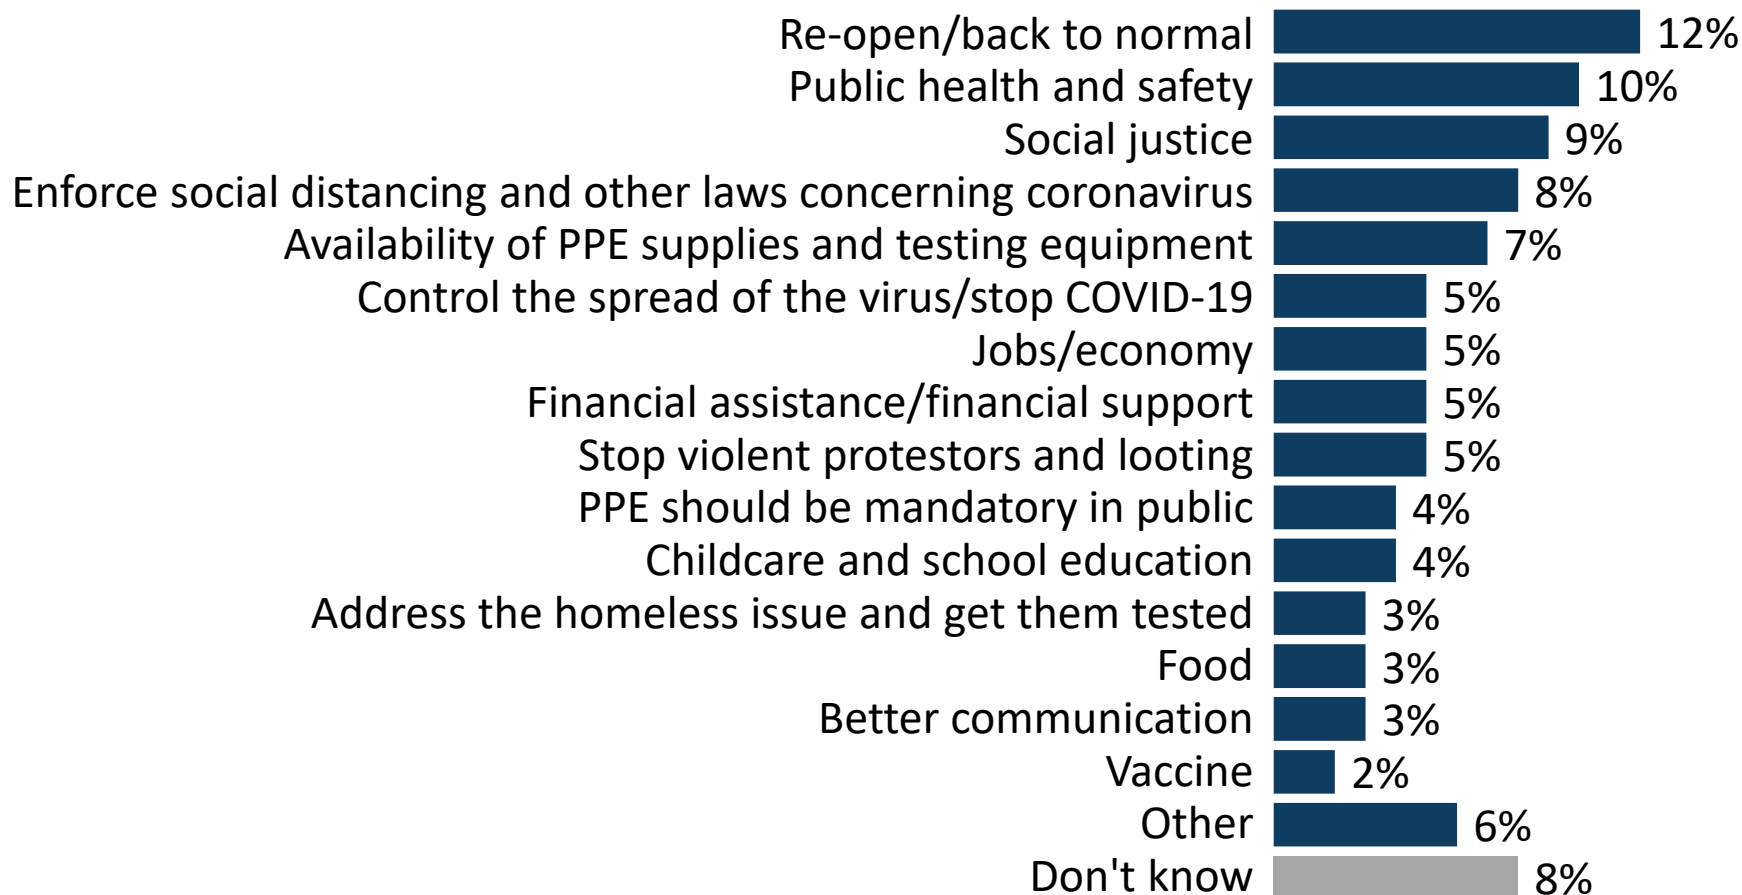 Re-open/back to normal 12%
Public health and safety 10%
Social justice 9%
Enforce social distancing and other laws concerning coronavirus 8%
Availability of PPE supplies and testing equipment 7%
Control the spread of the virus/stop COVID-19 5%
Jobs/economy 5%
Financial assistance/financial support 5%
Stop violent protestors and looting 5%
PPE should be mandatory in public 4%
Childcare and school education 4%
Address the homeless issue and get them tested 3%
Food 3%
Better communication 3%
Vaccine 2%
Other 6%
Don't know 8%